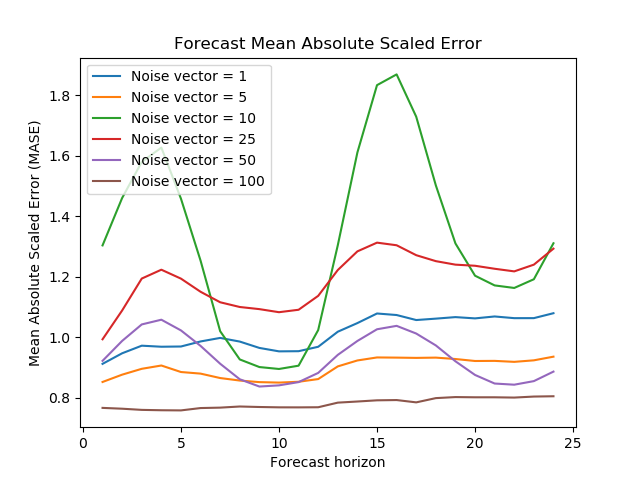 Forecast Mean Absolute Scaled Error
Noise vector = 1
Noise vector = 5
Noise vector = 10
Noise vector = 25
Noise vector = 50
Noise vector = 100
Mean Absolute Scaled Error (MASE)
1.8
1.6
1.4
1.2
1.0
0.8
0 5 10 15 20 25
Forecast horizon